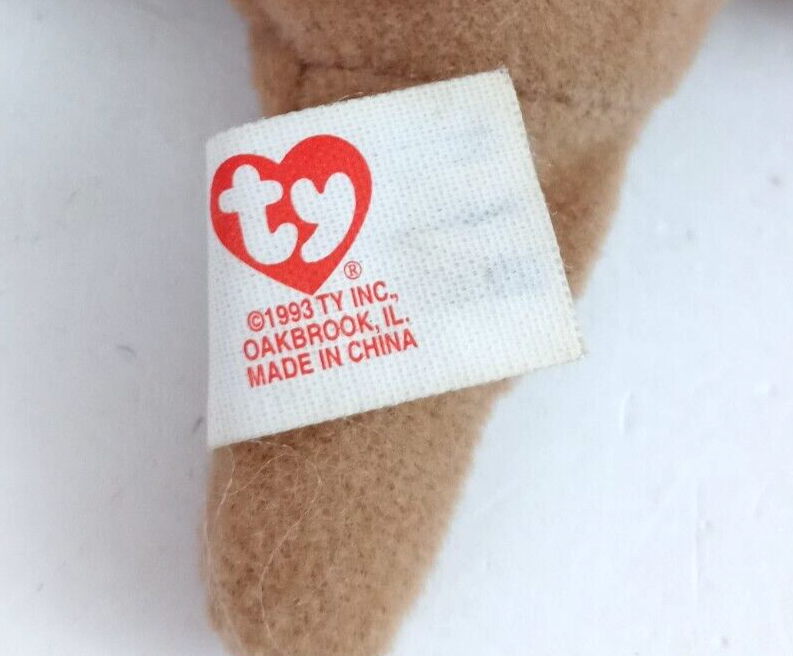 ty
®
©1993 TY INC.,
OAKBROOK, IL.
MADE IN CHINA